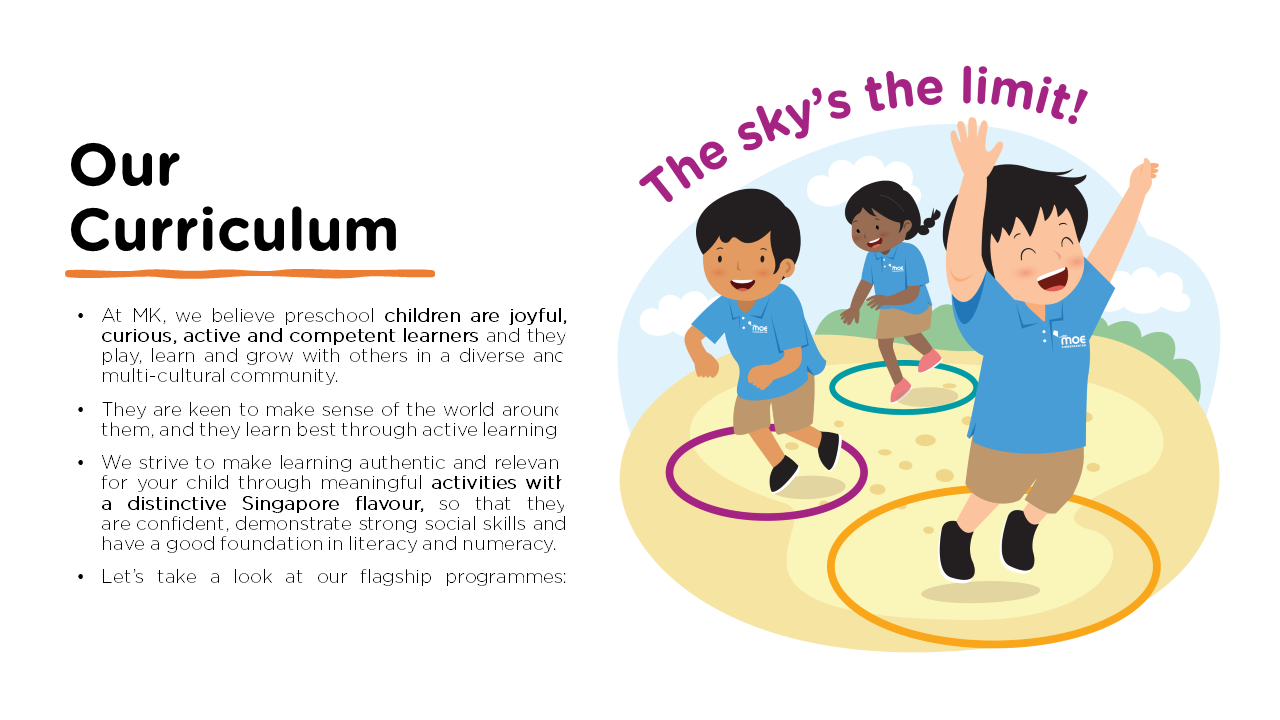 The sky's the limit!
Our
Curriculum
• At MK, we believe preschool children are joyful,
curious, active and competent learners and they
play, learn and grow with others in a diverse and
multi-cultural community.
• They are keen to make sense of the world around
them, and they learn best through active learning
• We strive to make learning authentic and relevan
for your child through meaningful activities with
a distinctive Singapore flavour, so that they
are confident, demonstrate strong social skills and
have a good foundation in literacy and numeracy.
• Let's take a look at our flagship programmes:
moe
moe
moe